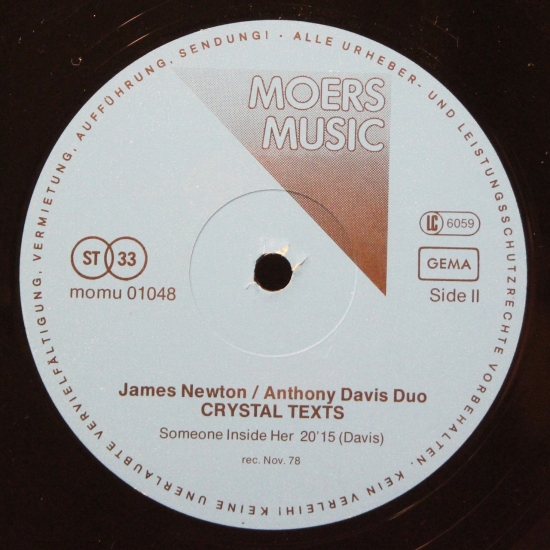 MOERS
MUSIC
LC 6059
GEMA
Side II
ST 33
momu 01048
James Newton / Anthony Davis Duo
CRYSTAL TEXTS
Someone Inside Her 20'15 (Davis)
rec. Nov. 78
ALLE URHEBER- UND LEISTUNGSSCHUTZRECHTE VORBEHALTEN. KEIN VERLEIH! KEINE UNERLAUBTE VERVIELFÄLTIGUNG, VERMIETUNG, AUFFÜHRUNG, SENDUNG! ·